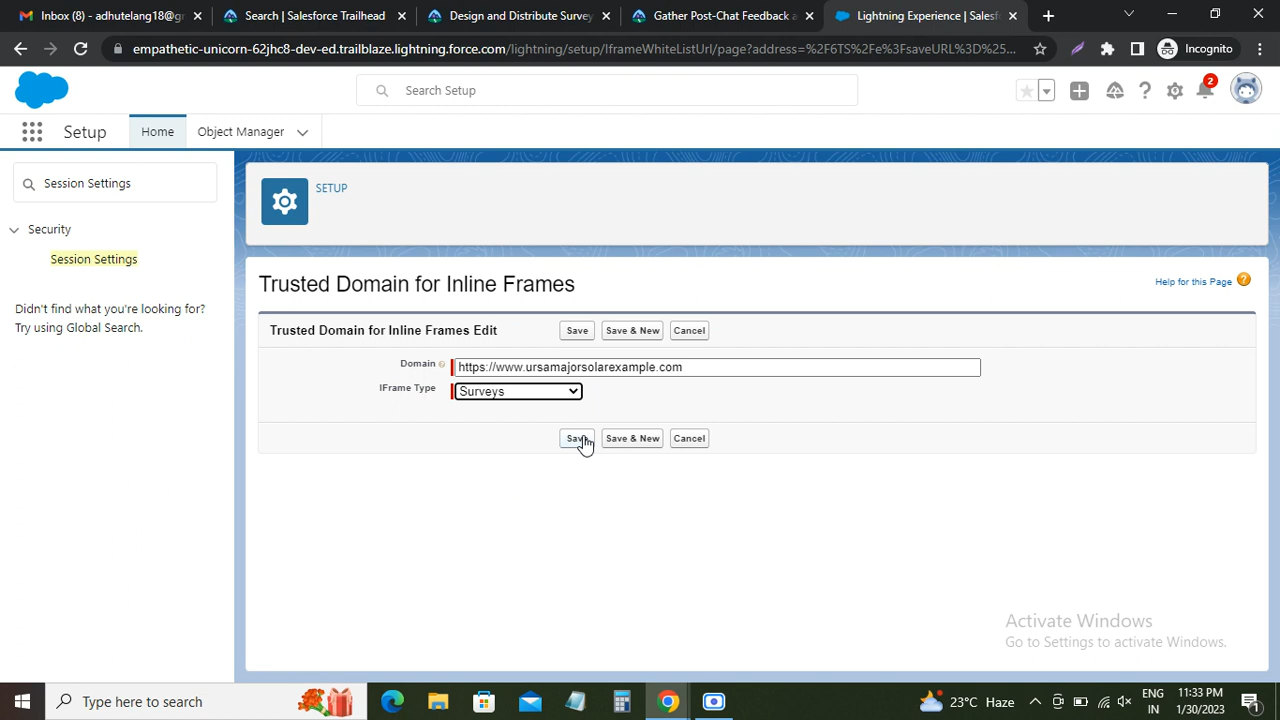 Inbox (8) - adhutelang18@gr
Search | Salesforce Trailhead
Design and Distribute Survey
Gather Post-Chat Feedback a
Lightning Experience | Salesf
empathetic-unicorn-62jhc8-dev-ed.trailblaze.lightning.force.com/lightning/setup/IframeWhiteListUrl/page?address=%2F6TS%2Fe%3FsaveURL%3D%25...
Incognito
Search Setup
2
Setup
Home
Object Manager
Session Settings
SETUP
Security
Session Settings
Didn't find what you're looking for?
Try using Global Search.
Trusted Domain for Inline Frames
Help for this Page ?
Trusted Domain for Inline Frames Edit
Save
Save & New
Cancel
Domain
https://www.ursamajorsolarexample.com
IFrame Type
Surveys
Save
Save & New
Cancel
Activate Windows
Go to Settings to activate Windows.
Type here to search
23°C Haze
ENG
IN
11:33 PM
1/30/2023
1